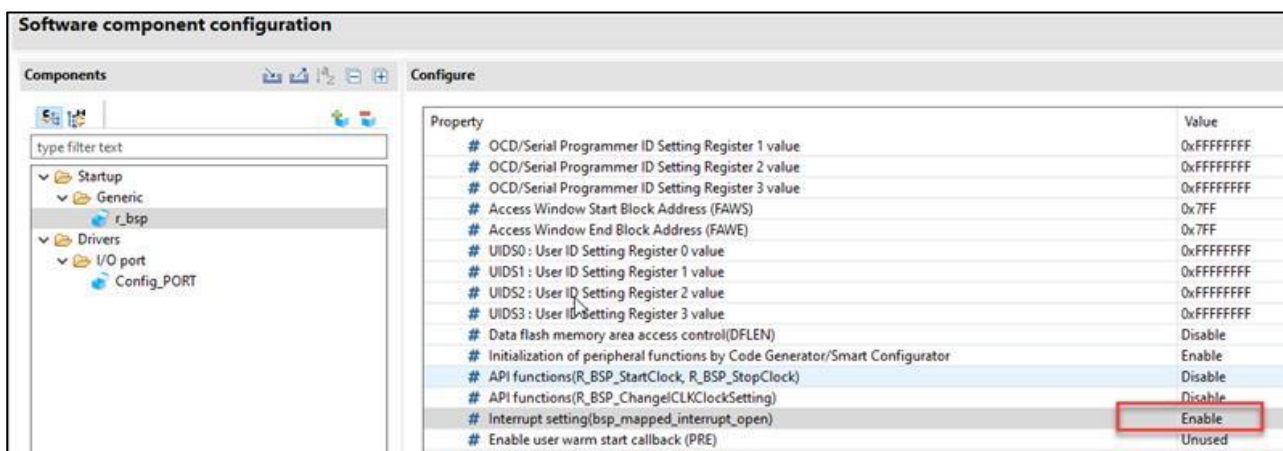 Software component configuration
Components
Configure
type filter text
Startup
Generic
r_bsp
Drivers
I/O port
Config_PORT
Property Value
# OCD/Serial Programmer ID Setting Register 1 value 0xFFFFFFFF
# OCD/Serial Programmer ID Setting Register 2 value 0xFFFFFFFF
# OCD/Serial Programmer ID Setting Register 3 value 0xFFFFFFFF
# Access Window Start Block Address (FAWS) 0x7FF
# Access Window End Block Address (FAWE) 0x7FF
# UIDS0 : User ID Setting Register 0 value 0xFFFFFFFF
# UIDS1 : User ID Setting Register 1 value 0xFFFFFFFF
# UIDS2 : User ID Setting Register 2 value 0xFFFFFFFF
# UIDS3 : User ID Setting Register 3 value 0xFFFFFFFF
# Data flash memory area access control(DFLEN) Disable
# Initialization of peripheral functions by Code Generator/Smart Configurator Enable
# API functions(R_BSP_StartClock, R_BSP_StopClock) Disable
# API functions(R_BSP_ChangeICLKClockSetting) Disable
# Interrupt setting(bsp_mapped_interrupt_open) Enable
# Enable user warm start callback (PRE) Unused